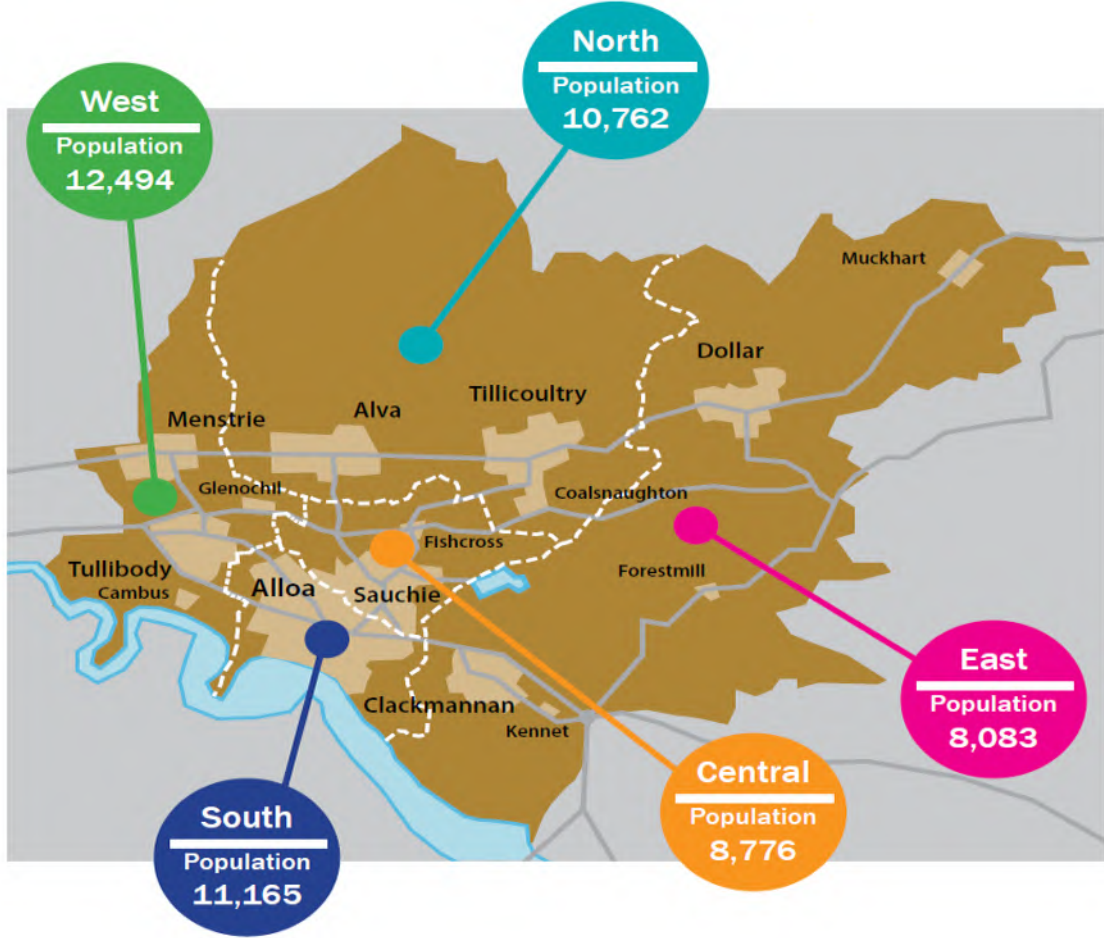 North
Population
10,762
West
Population
12,494
Muckhart
Dollar
Tillicoultry
Alva
Menstrie
Glenochil
Coalsnaughton
Fishcross
Tullibody
Cambus
Alloa
Sauchie
Forestmill
Clackmannan
Kennet
East
Population
8,083
Central
Population
8,776
South
Population
11,165